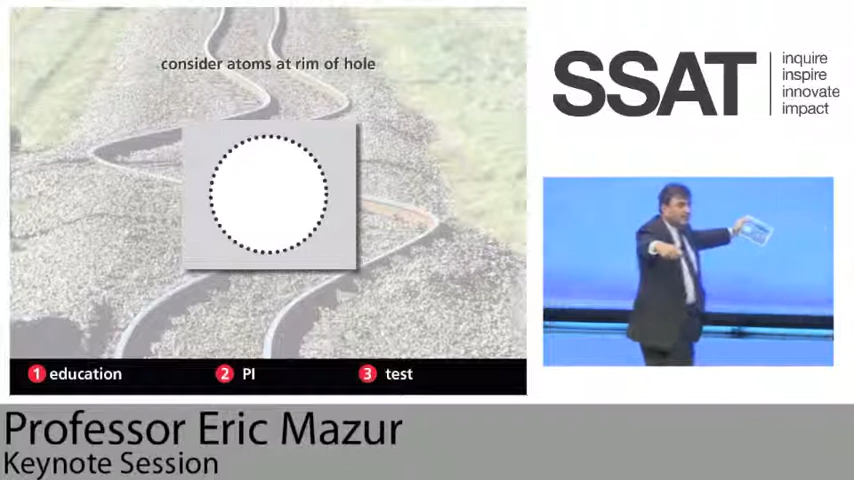 consider atoms at rim of hole
1 education
2 PI
3 test
SSAT
inquire
inspire
innovate
impact
Professor Eric Mazur
Keynote Session